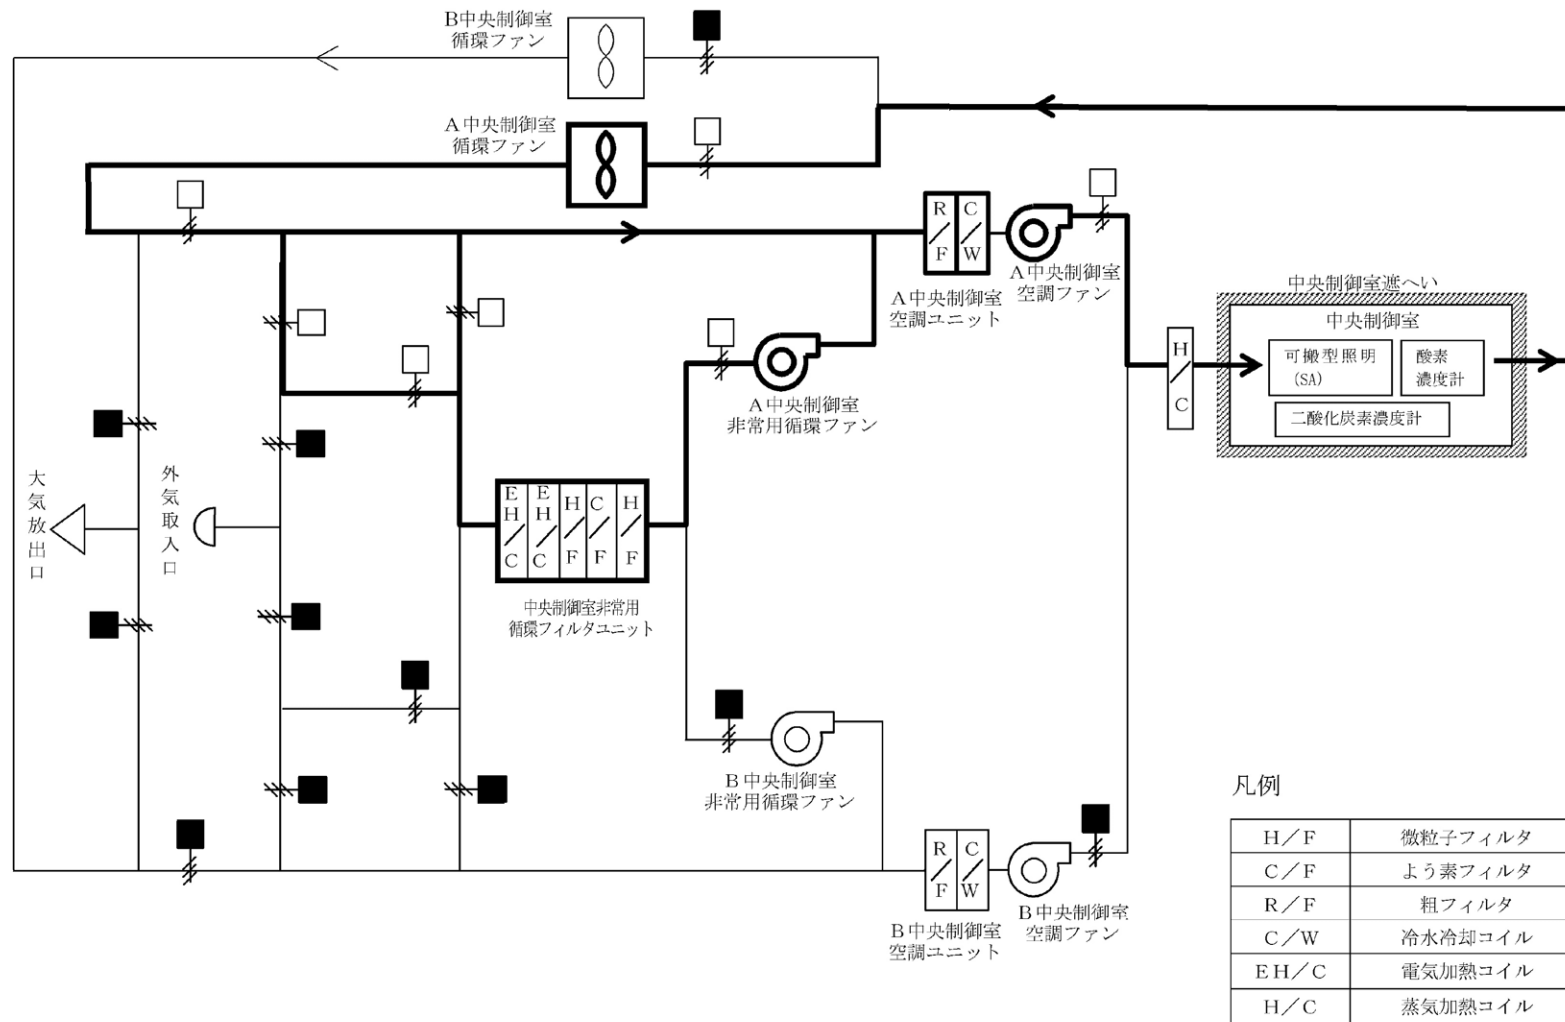 B中央制御室
循環ファン
A中央制御室
循環ファン
R/F
C/W
A中央制御室
空調ユニット
A中央制御室
空調ファン
中央制御室遮へい
中央制御室
可搬型照明
(SA)
酸素
濃度計
二酸化炭素濃度計
H/C
A中央制御室
非常用循環ファン
大気放出口
外気取入口
EH/C
EH/C
H/F
C/F
H/F
中央制御室非常用
循環フィルタユニット
B中央制御室
非常用循環ファン
R/F
C/W
B中央制御室
空調ユニット
B中央制御室
空調ファン
凡例
H/F 微粒子フィルタ
C/F よう素フィルタ
R/F 粗フィルタ
C/W 冷水冷却コイル
EH/C 電気加熱コイル
H/C 蒸気加熱コイル